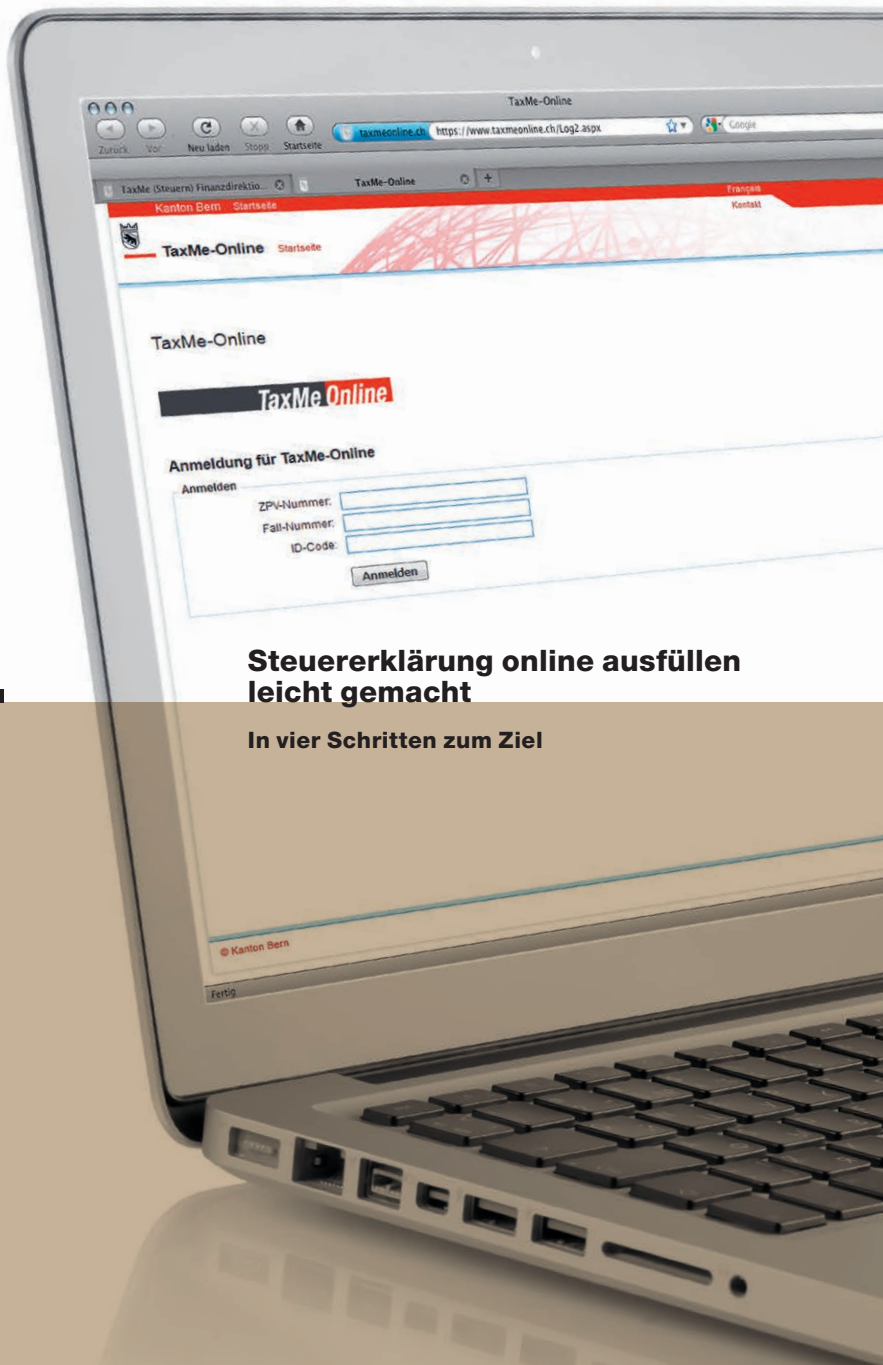 TaxMe-Online
Zurück Vor Neu laden Stopp Startseite
taxmeonline.ch https://www.taxmeonline.ch/Log2.aspx Google
TaxMe (Steuern) Finanzdirektio... TaxMe-Online +
Kanton Bern Startseite Français
Kontakt
TaxMe-Online Startseite
TaxMe-Online
TaxMe Online
Anmeldung für TaxMe-Online
Anmelden
ZPV-Nummer:
Fall-Nummer:
ID-Code:
Anmelden
Steuererklärung online ausfüllen
leicht gemacht
In vier Schritten zum Ziel
© Kanton Bern
Fertig